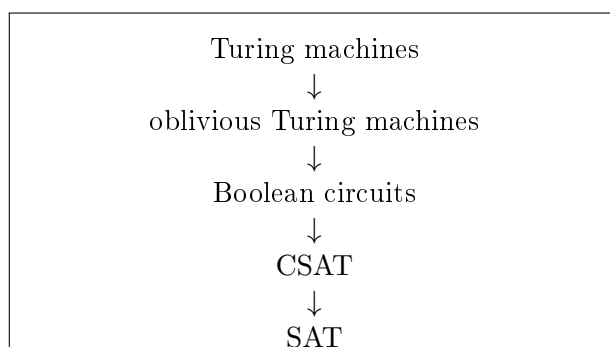 Turing machines
↓
oblivious Turing machines
↓
Boolean circuits
↓
CSAT
↓
SAT